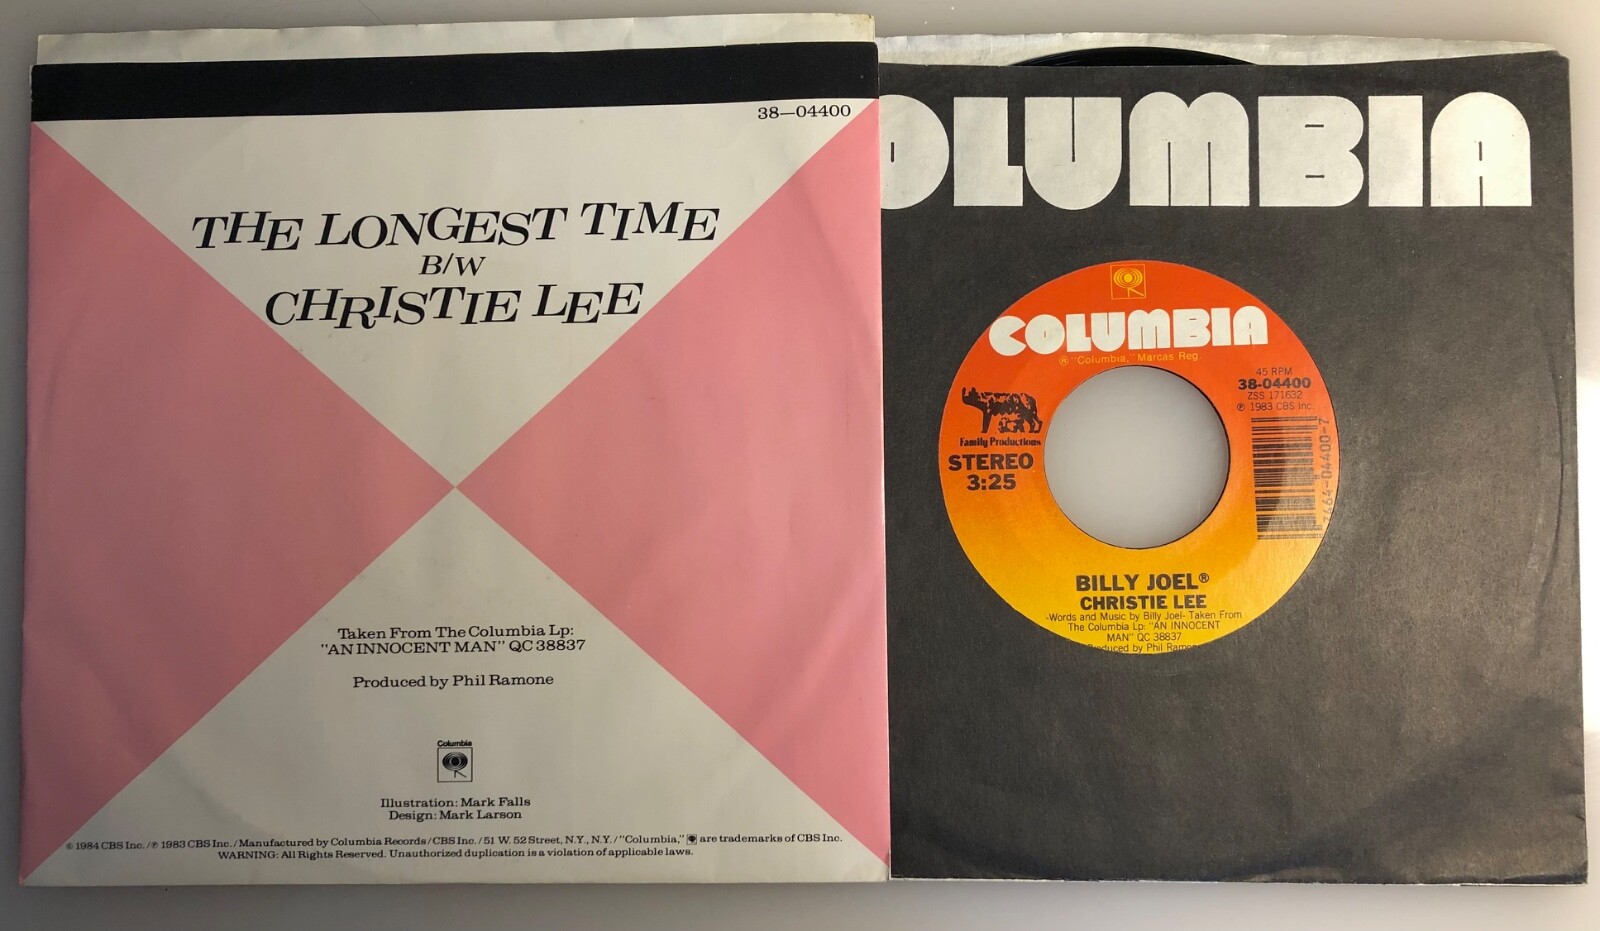 38—04400
THE LONGEST TIME
B/W
CHRISTIE LEE
Taken From The Columbia Lp:
"AN INNOCENT MAN" QC 38837
Produced by Phil Ramone
Columbia
Illustration: Mark Falls
Design: Mark Larson
© 1984 CBS Inc./℗ 1983 CBS Inc./Manufactured by Columbia Records/CBS Inc./51 W. 52 Street, N.Y., N.Y./"Columbia," are trademarks of CBS Inc.
WARNING: All Rights Reserved. Unauthorized duplication is a violation of applicable laws.
OLUMBIA
COLUMBIA
® "Columbia," Marcas Reg.
45 RPM
38-04400
ZSS 171632
℗ 1983 CBS Inc.
Family Productions
STEREO
3:25
7464-04400-7
BILLY JOEL®
CHRISTIE LEE
-Words and Music by Billy Joel- Taken From
The Columbia Lp: "AN INNOCENT
MAN" QC 38837
oduced by Phil Ramon